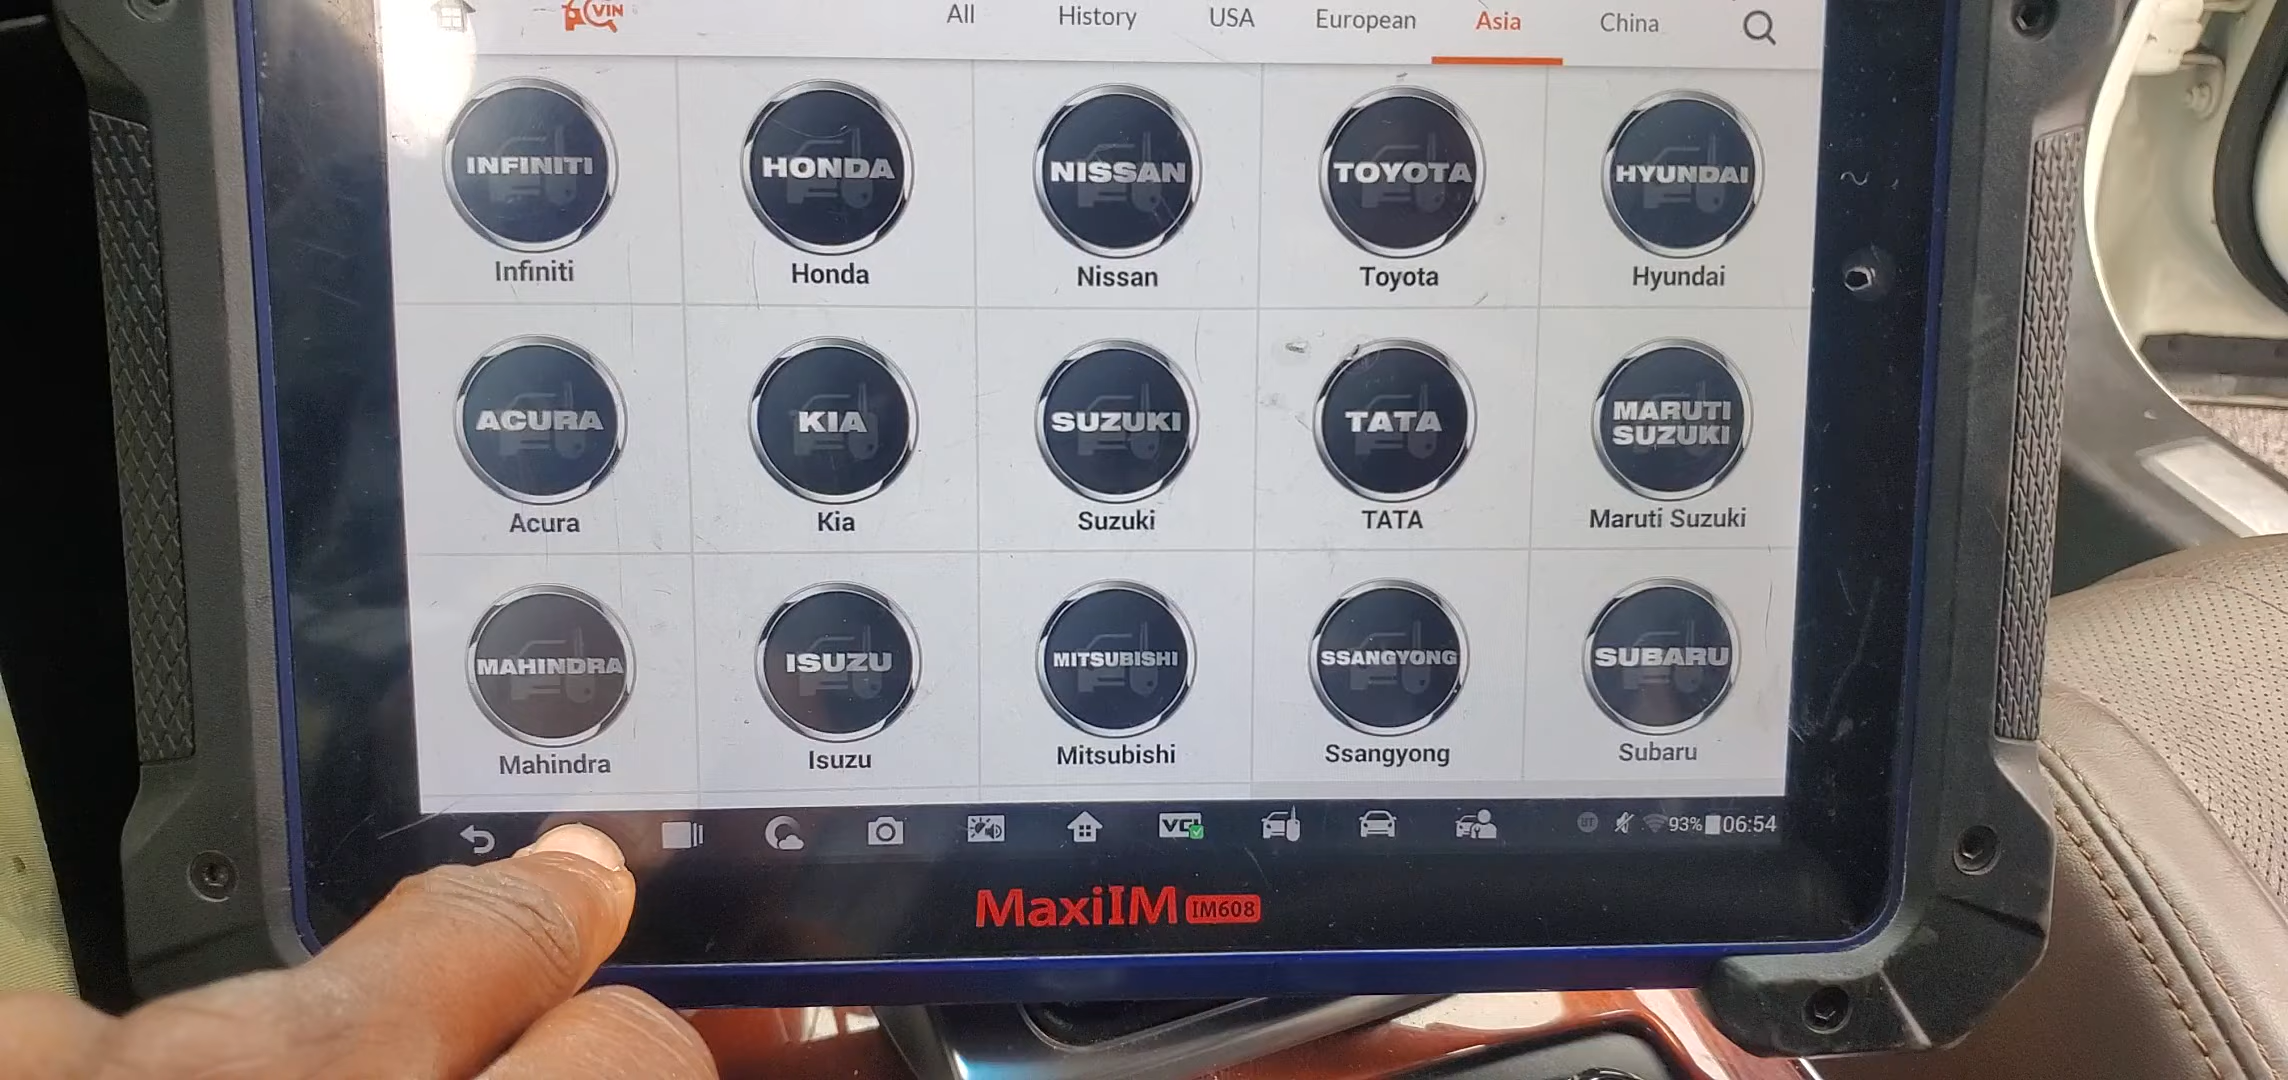 VIN All History USA European Asia China
INFINITI HONDA NISSAN TOYOTA HYUNDAI
Infiniti Honda Nissan Toyota Hyundai
ACURA KIA SUZUKI TATA MARUTI SUZUKI
Acura Kia Suzuki TATA Maruti Suzuki
MAHINDRA ISUZU MITSUBISHI SSANGYONG SUBARU
Mahindra Isuzu Mitsubishi Ssangyong Subaru
VCI BT 93% 06:54
MaxiIM IM608